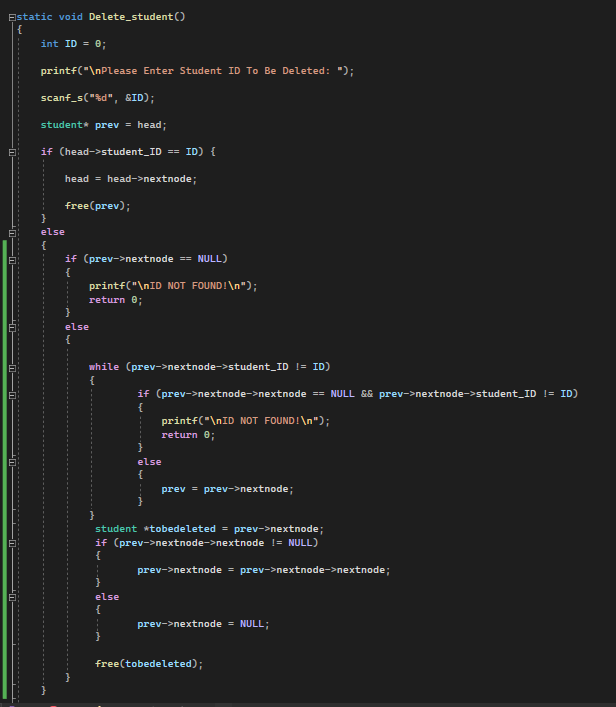 static void Delete_student()
{
int ID = 0;
printf("\nPlease Enter Student ID To Be Deleted: ");
scanf_s("%d", &ID);
student* prev = head;
if (head->student_ID == ID) {
head = head->nextnode;
free(prev);
}
else
{
if (prev->nextnode == NULL)
{
printf("\nID NOT FOUND!\n");
return 0;
}
else
{
while (prev->nextnode->student_ID != ID)
{
if (prev->nextnode->nextnode == NULL && prev->nextnode->student_ID != ID)
{
printf("\nID NOT FOUND!\n");
return 0;
}
else
{
prev = prev->nextnode;
}
}
student *tobedeleted = prev->nextnode;
if (prev->nextnode->nextnode != NULL)
{
prev->nextnode = prev->nextnode->nextnode;
}
else
{
prev->nextnode = NULL;
}
free(tobedeleted);
}
}